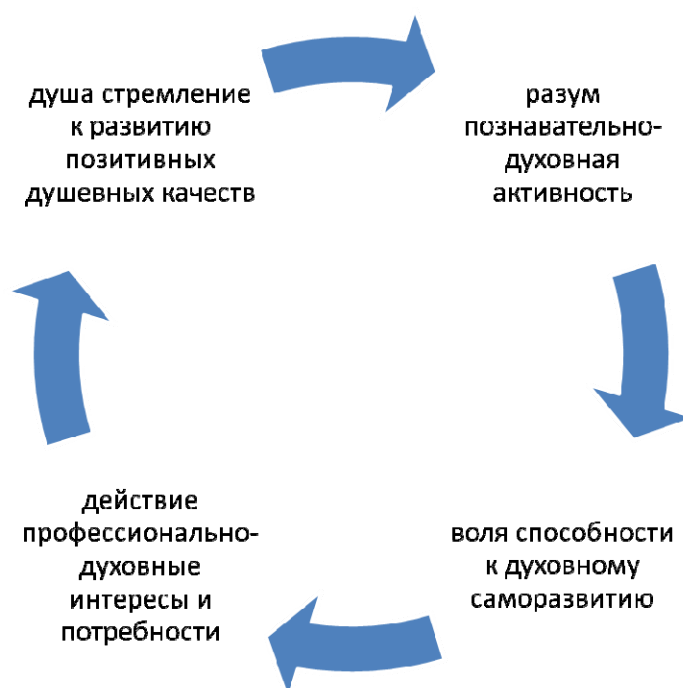 душа стремление
к развитию
позитивных
душевных качеств
разум
познавательно-
духовная
активность
воля способности
к духовному
саморазвитию
действие
профессионально-
духовные
интересы и
потребности